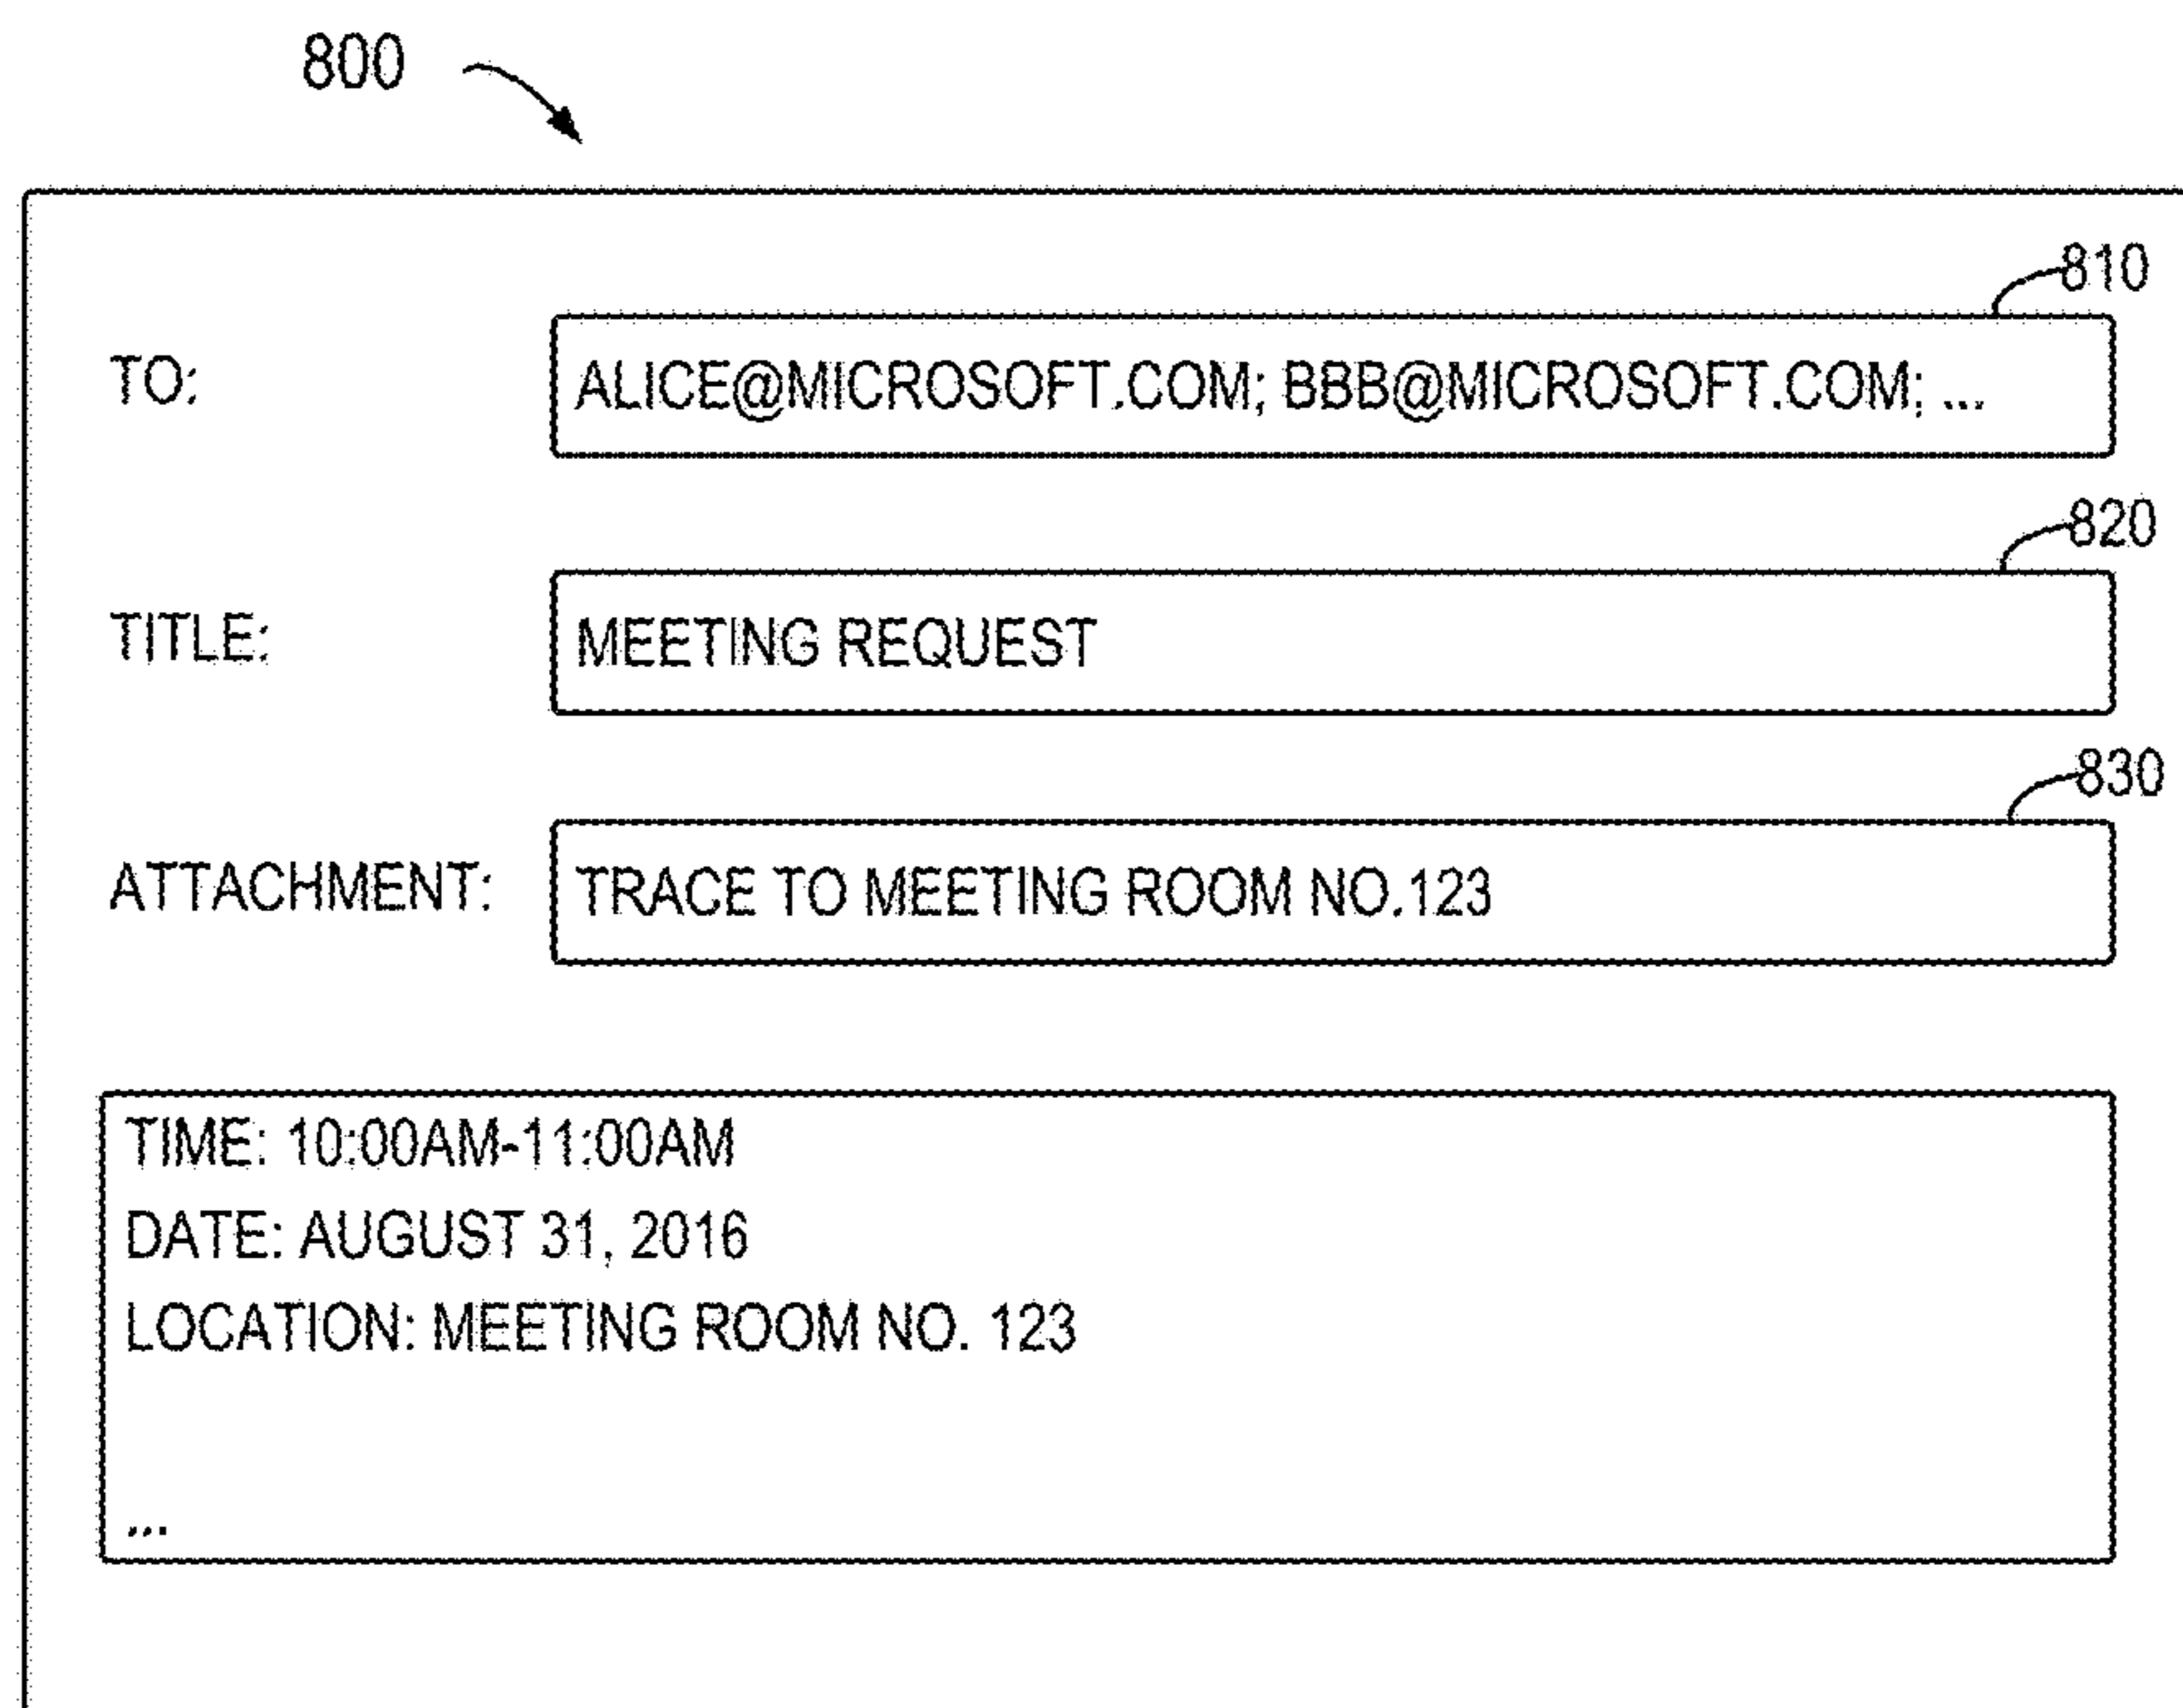 800
810
TO: ALICE@MICROSOFT.COM; BBB@MICROSOFT.COM; ...
820
TITLE: MEETING REQUEST
830
ATTACHMENT: TRACE TO MEETING ROOM NO.123
TIME: 10:00AM-11:00AM
DATE: AUGUST 31, 2016
LOCATION: MEETING ROOM NO. 123
...